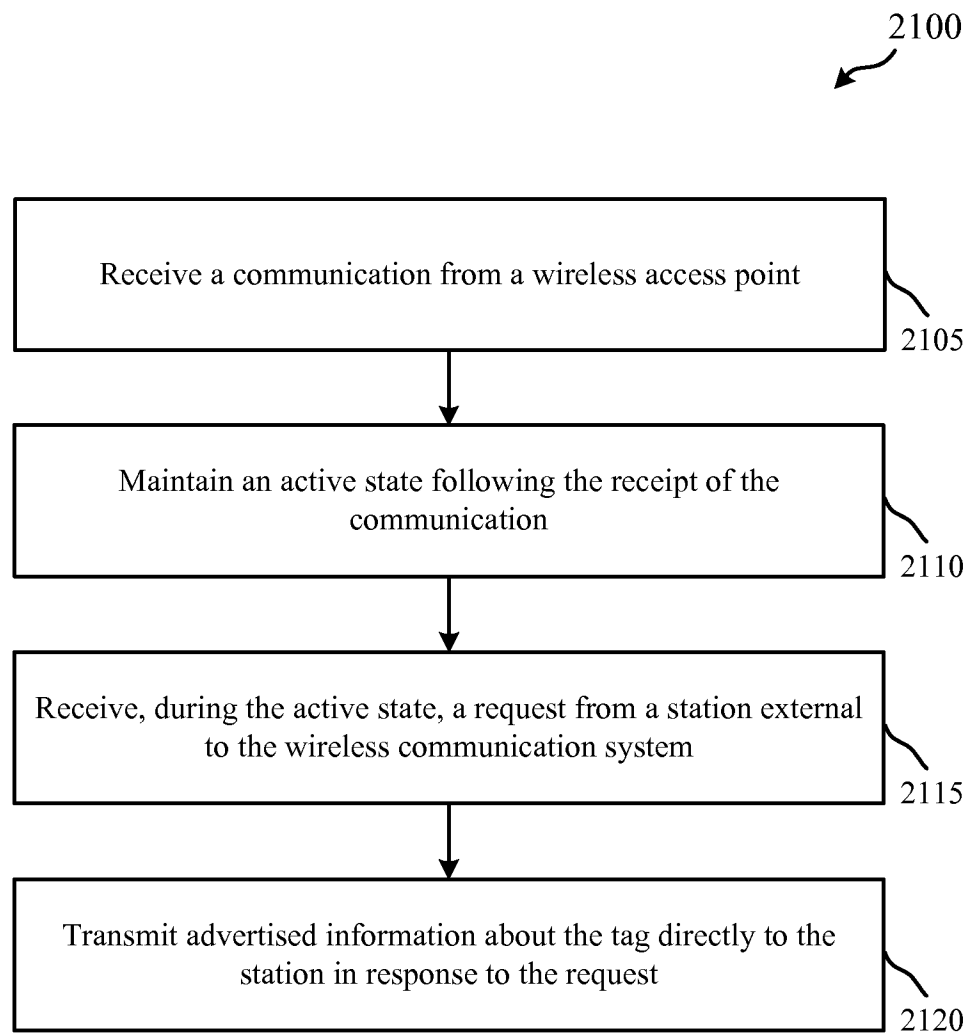 2100
Receive a communication from a wireless access point
2105
Maintain an active state following the receipt of the
communication
2110
Receive, during the active state, a request from a station external
to the wireless communication system
2115
Transmit advertised information about the tag directly to the
station in response to the request
2120